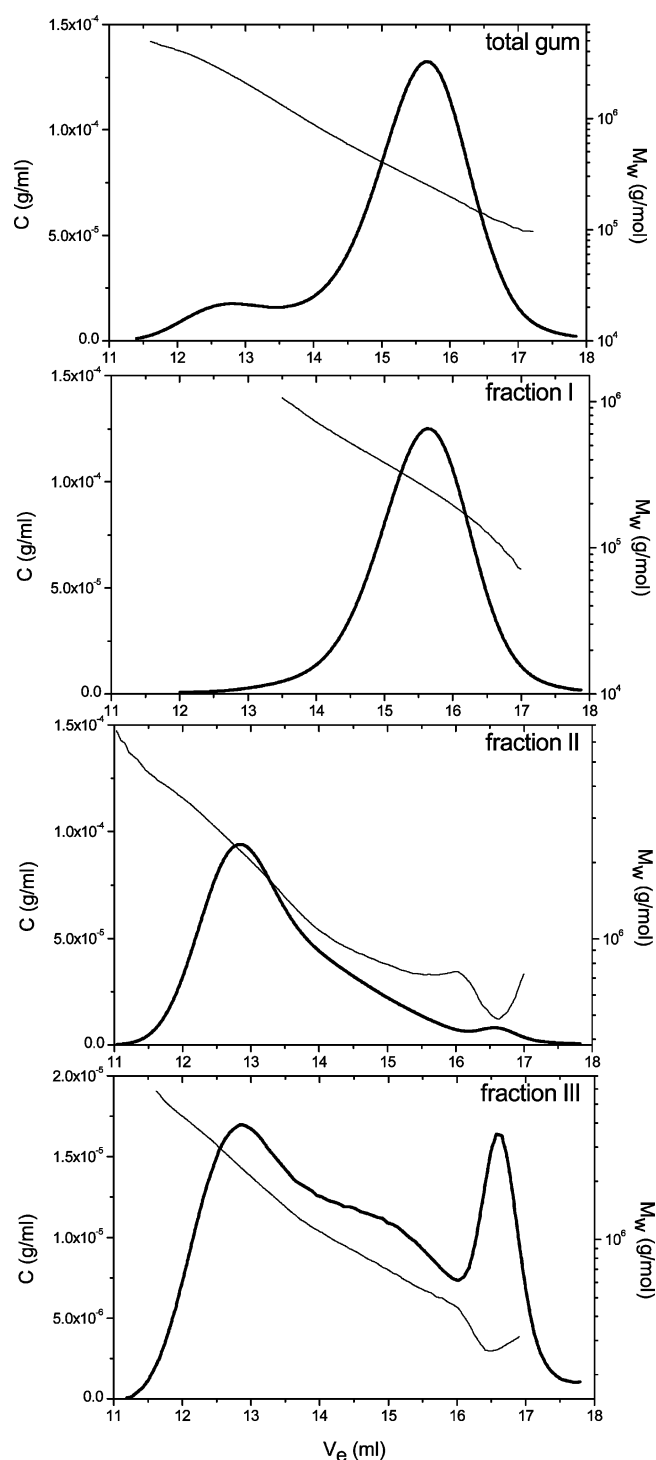 total gum
1.5x10⁻⁴
1.0x10⁻⁴
5.0x10⁻⁵
0.0
C (g/ml)
10⁶
10⁵
10⁴
M_w (g/mol)
11 12 13 14 15 16 17 18
fraction I
1.5x10⁻⁴
1.0x10⁻⁴
5.0x10⁻⁵
0.0
C (g/ml)
10⁶
10⁵
10⁴
M_w (g/mol)
11 12 13 14 15 16 17 18
fraction II
1.5x10⁻⁴
1.0x10⁻⁴
5.0x10⁻⁵
0.0
C (g/ml)
10⁶
M_w (g/mol)
11 12 13 14 15 16 17 18
fraction III
2.0x10⁻⁵
1.5x10⁻⁵
1.0x10⁻⁵
5.0x10⁻⁶
0.0
C (g/ml)
10⁶
M_w (g/mol)
11 12 13 14 15 16 17 18
V_e (ml)